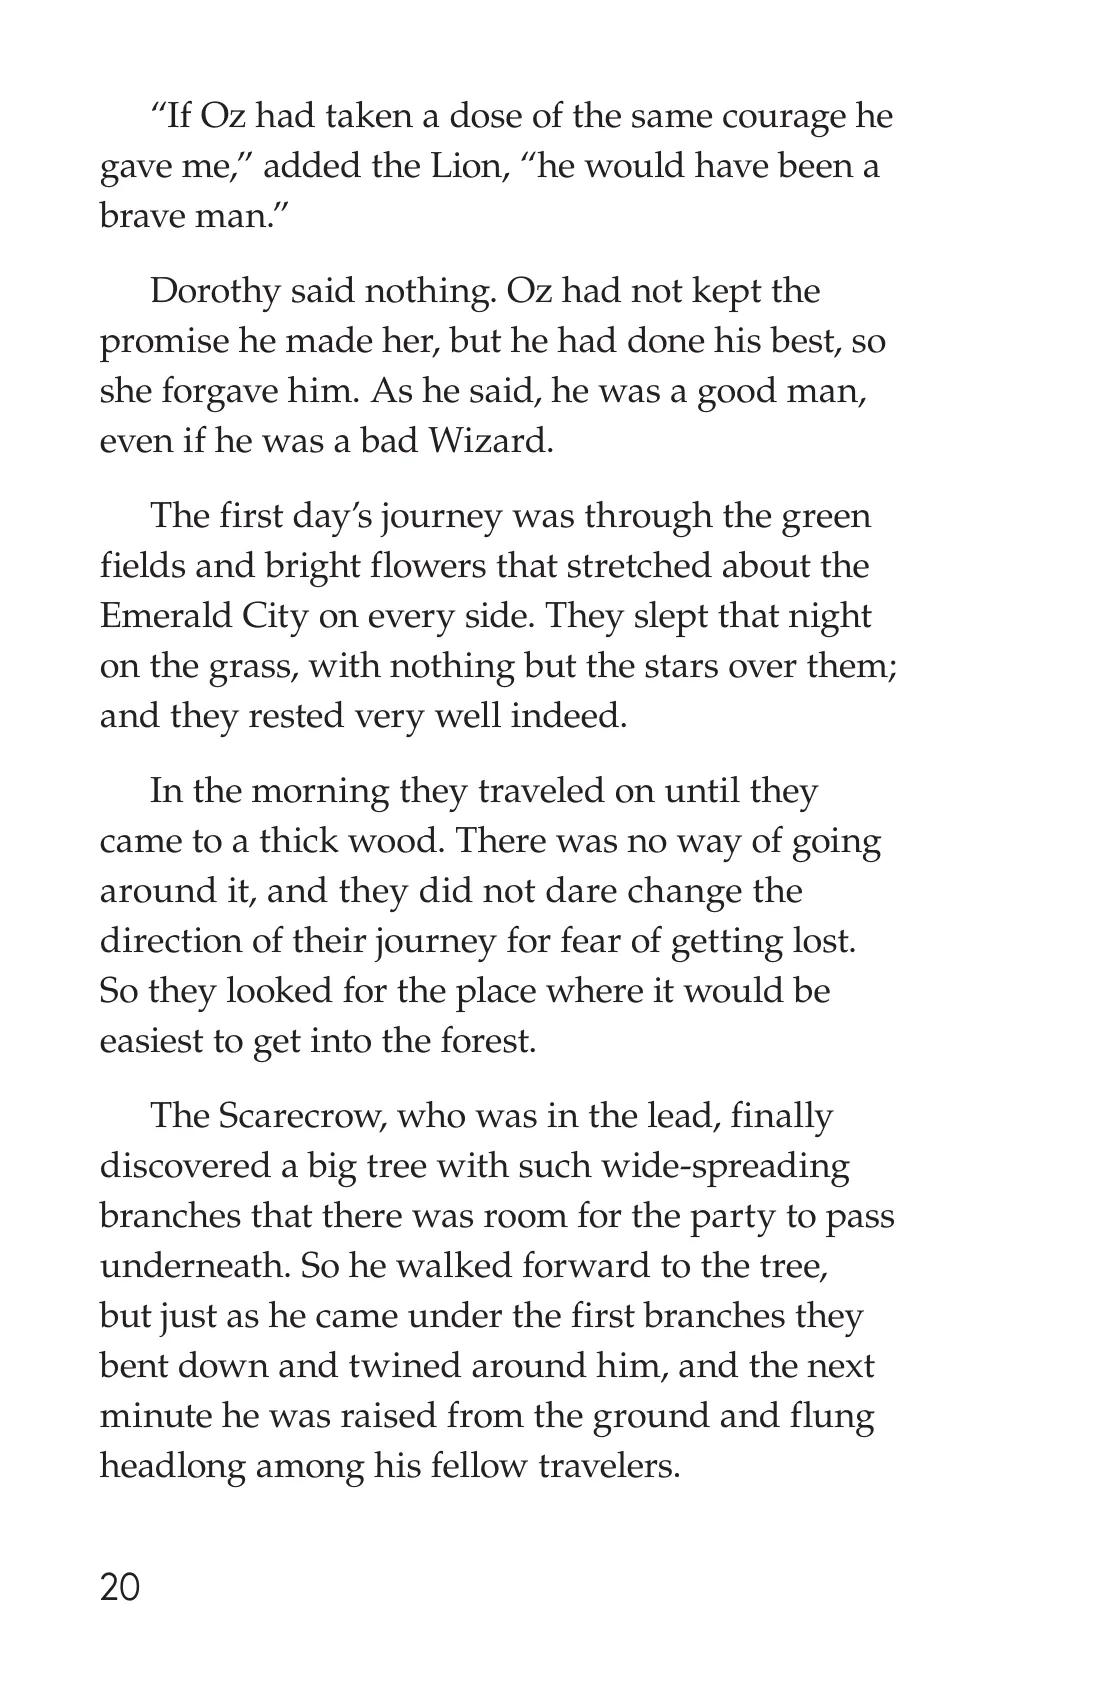 “If Oz had taken a dose of the same courage he
gave me,” added the Lion, “he would have been a
brave man.”
Dorothy said nothing. Oz had not kept the
promise he made her, but he had done his best, so
she forgave him. As he said, he was a good man,
even if he was a bad Wizard.
The first day’s journey was through the green
fields and bright flowers that stretched about the
Emerald City on every side. They slept that night
on the grass, with nothing but the stars over them;
and they rested very well indeed.
In the morning they traveled on until they
came to a thick wood. There was no way of going
around it, and they did not dare change the
direction of their journey for fear of getting lost.
So they looked for the place where it would be
easiest to get into the forest.
The Scarecrow, who was in the lead, finally
discovered a big tree with such wide-spreading
branches that there was room for the party to pass
underneath. So he walked forward to the tree,
but just as he came under the first branches they
bent down and twined around him, and the next
minute he was raised from the ground and flung
headlong among his fellow travelers.
20